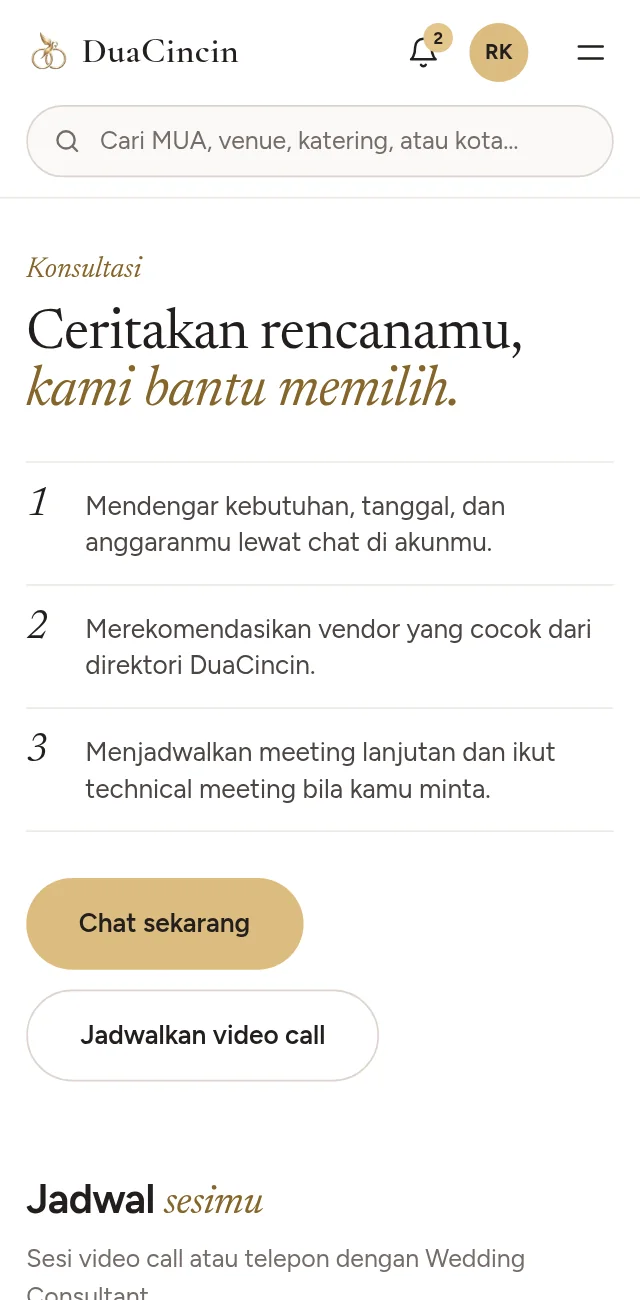 DuaCincin
2
RK
Cari MUA, venue, katering, atau kota...
Konsultasi
Ceritakan rencanamu,
kami bantu memilih.
1
Mendengar kebutuhan, tanggal, dan
anggaranmu lewat chat di akunmu.
2
Merekomendasikan vendor yang cocok dari
direktori DuaCincin.
3
Menjadwalkan meeting lanjutan dan ikut
technical meeting bila kamu minta.
Chat sekarang
Jadwalkan video call
Jadwal sesimu
Sesi video call atau telepon dengan Wedding
Consultant